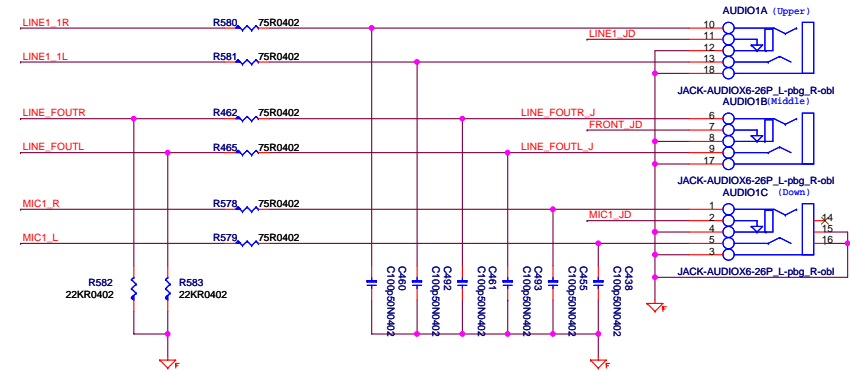 AUDIO1A (Upper)
LINE1_1R R580 75R0402 10
LINE1_JD 11
12
LINE1_1L R581 75R0402 13
18
JACK-AUDIOX6-26P_L-pbg_R-obl
AUDIO1B (Middle)
LINE_FOUTR R462 75R0402 LINE_FOUTR_J 6
FRONT_JD 7
8
LINE_FOUTL R465 75R0402 LINE_FOUTL_J 9
17
JACK-AUDIOX6-26P_L-pbg_R-obl
AUDIO1C (Down)
MIC1_R R578 75R0402 1
MIC1_JD 2 14
4 15
MIC1_L R579 75R0402 5 16
3
JACK-AUDIOX6-26P_L-pbg_R-obl
R582
22KR0402
R583
22KR0402
C460
C100p50N0402
C492
C100p50N0402
C461
C100p50N0402
C493
C100p50N0402
C455
C100p50N0402
C438
C100p50N0402
F
F
F